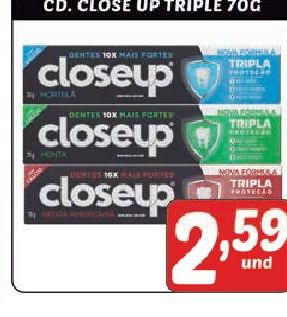 CD. CLOSE UP TRIPLE 70G
DENTES 10X MAIS FORTES
NOVA FÓRMULA
closeup
TRIPLA
PROTEÇÃO
HORTELÃ
DENTES 10X MAIS FORTES
NOVA FÓRMULA
closeup
TRIPLA
PROTEÇÃO
MENTA
DENTES 10X MAIS FORTES
NOVA FÓRMULA
closeup
TRIPLA
PROTEÇÃO
MENTA AMERICANA
2,59
und